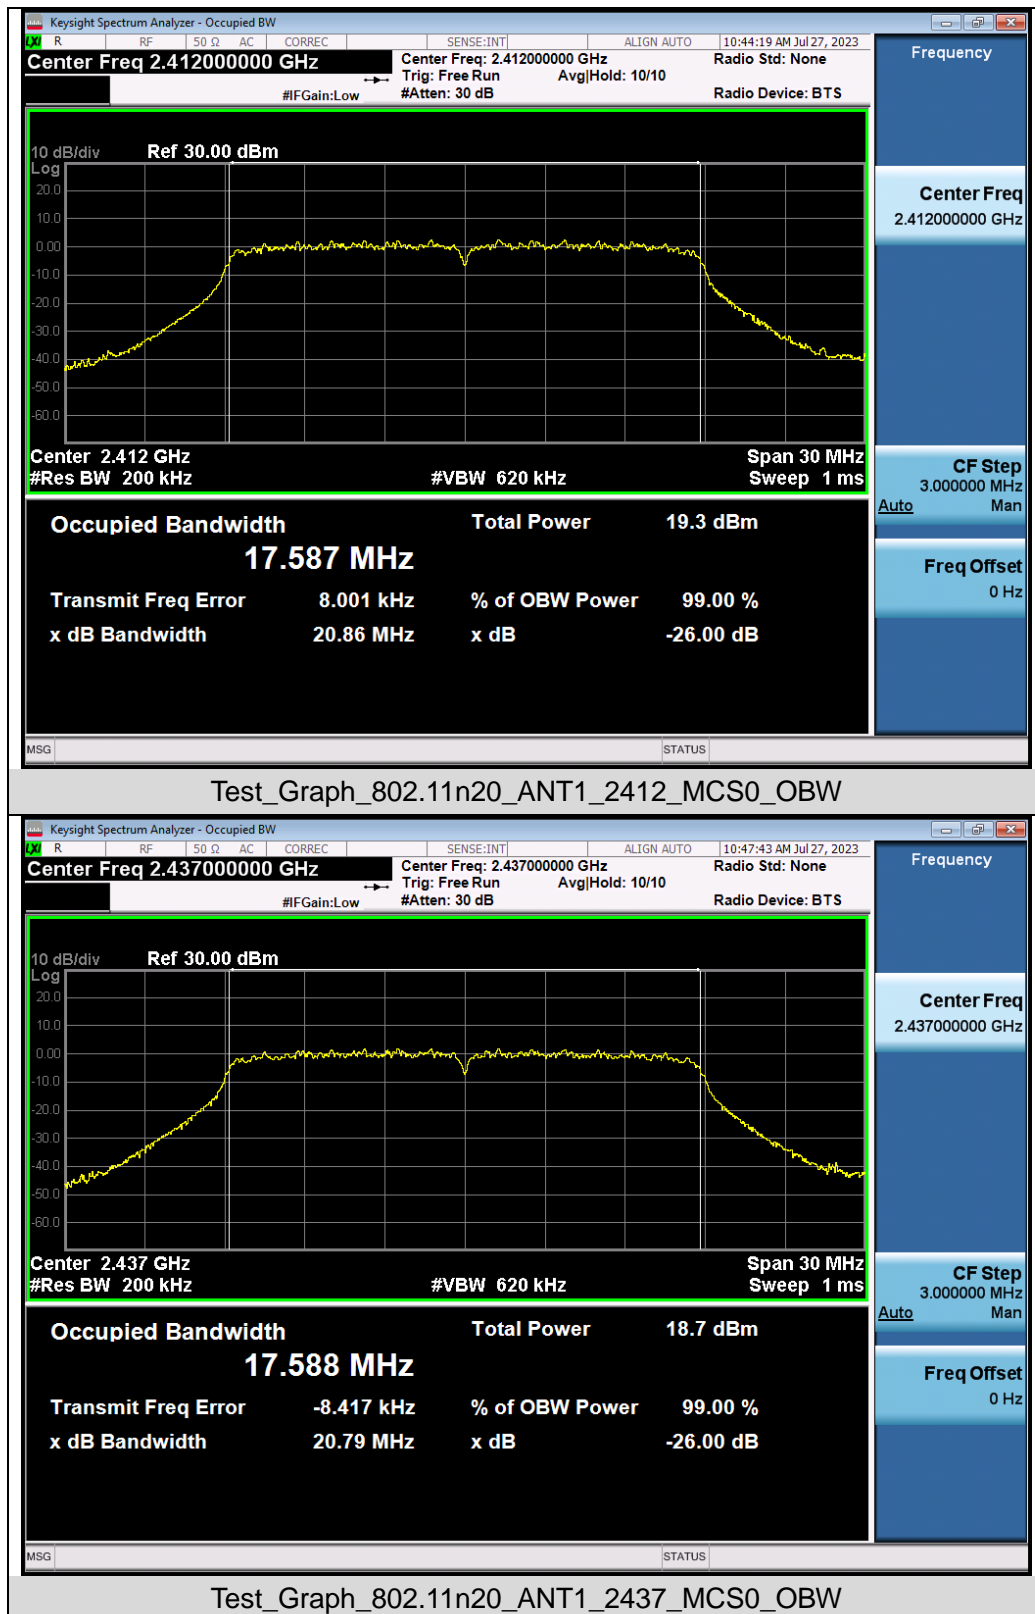 Keysight Spectrum Analyzer - Occupied BW
LXI R RF 50 Ω AC CORREC SENSE:INT ALIGN AUTO 10:44:19 AM Jul 27, 2023
Center Freq 2.412000000 GHz
Center Freq: 2.412000000 GHz
Radio Std: None
Trig: Free Run Avg|Hold: 10/10
#IFGain:Low
#Atten: 30 dB
Radio Device: BTS
10 dB/div Ref 30.00 dBm
Log
20.0
10.0
0.00
-10.0
-20.0
-30.0
-40.0
-50.0
-60.0
Center 2.412 GHz Span 30 MHz
#Res BW 200 kHz #VBW 620 kHz Sweep 1 ms
Occupied Bandwidth Total Power 19.3 dBm
17.587 MHz
Transmit Freq Error 8.001 kHz % of OBW Power 99.00 %
x dB Bandwidth 20.86 MHz x dB -26.00 dB
MSG STATUS
Frequency
Center Freq
2.412000000 GHz
CF Step
3.000000 MHz
Auto Man
Freq Offset
0 Hz
Test_Graph_802.11n20_ANT1_2412_MCS0_OBW
Keysight Spectrum Analyzer - Occupied BW
LXI R RF 50 Ω AC CORREC SENSE:INT ALIGN AUTO 10:47:43 AM Jul 27, 2023
Center Freq 2.437000000 GHz
Center Freq: 2.437000000 GHz
Radio Std: None
Trig: Free Run Avg|Hold: 10/10
#IFGain:Low
#Atten: 30 dB
Radio Device: BTS
10 dB/div Ref 30.00 dBm
Log
20.0
10.0
0.00
-10.0
-20.0
-30.0
-40.0
-50.0
-60.0
Center 2.437 GHz Span 30 MHz
#Res BW 200 kHz #VBW 620 kHz Sweep 1 ms
Occupied Bandwidth Total Power 18.7 dBm
17.588 MHz
Transmit Freq Error -8.417 kHz % of OBW Power 99.00 %
x dB Bandwidth 20.79 MHz x dB -26.00 dB
MSG STATUS
Frequency
Center Freq
2.437000000 GHz
CF Step
3.000000 MHz
Auto Man
Freq Offset
0 Hz
Test_Graph_802.11n20_ANT1_2437_MCS0_OBW